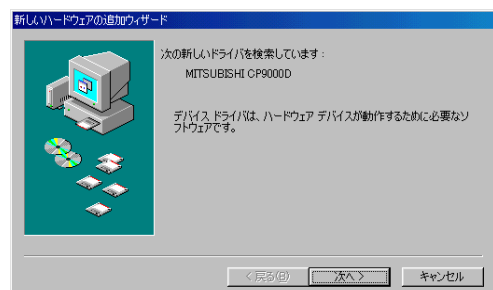 新しいハードウェアの追加ウィザード
次の新しいドライバを検索しています：
MITSUBISHI CP9000D
デバイス ドライバは、ハードウェア デバイスが動作するために必要なソ
フトウェアです。
< 戻る(B)
次へ >
キャンセル